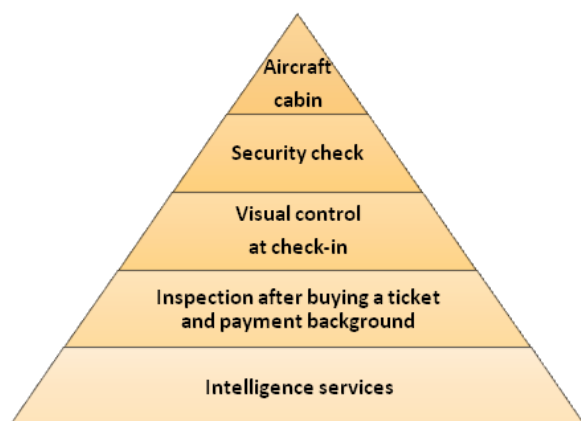 Aircraft
cabin
Security check
Visual control
at check-in
Inspection after buying a ticket
and payment background
Intelligence services